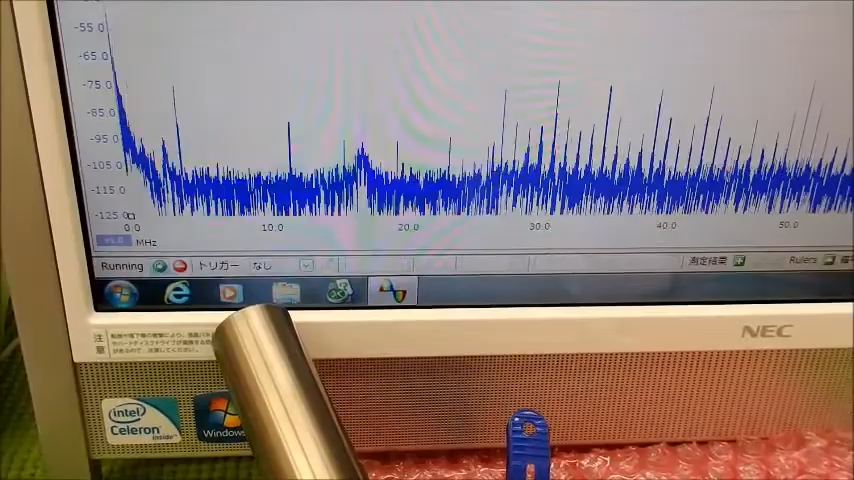 -55.0
-65.0
-75.0
-85.0
-95.0
-105.0
-115.0
-125.0
0.0 10.0 20.0 30.0 40.0 50.0
x1.0 MHz
Running トリガー なし 測定結果 Rulers
注意
NEC
intel
Celeron
inside
Windows